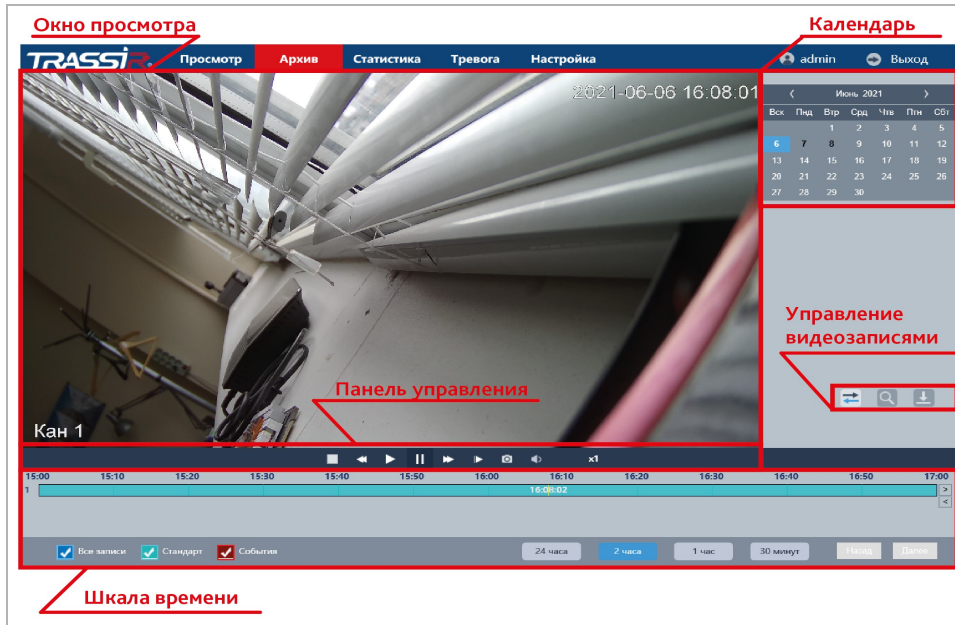 Окно просмотра
Календарь
TRASSIR
Просмотр Архив Статистика Тревога Настройка admin Выход
2021-06-06 16:08:01
Июнь 2021
Вск Пнд Втр Срд Чтв Птн Сбт
1 2 3 4 5
6 7 8 9 10 11 12
13 14 15 16 17 18 19
20 21 22 23 24 25 26
27 28 29 30
Управление
видеозаписями
Панель управления
Кан 1
x1
15:00 15:10 15:20 15:30 15:40 15:50 16:00 16:10 16:20 16:30 16:40 16:50 17:00
1 16:08:02
Все записи Стандарт События 24 часа 2 часа 1 час 30 минут Назад Далее
Шкала времени